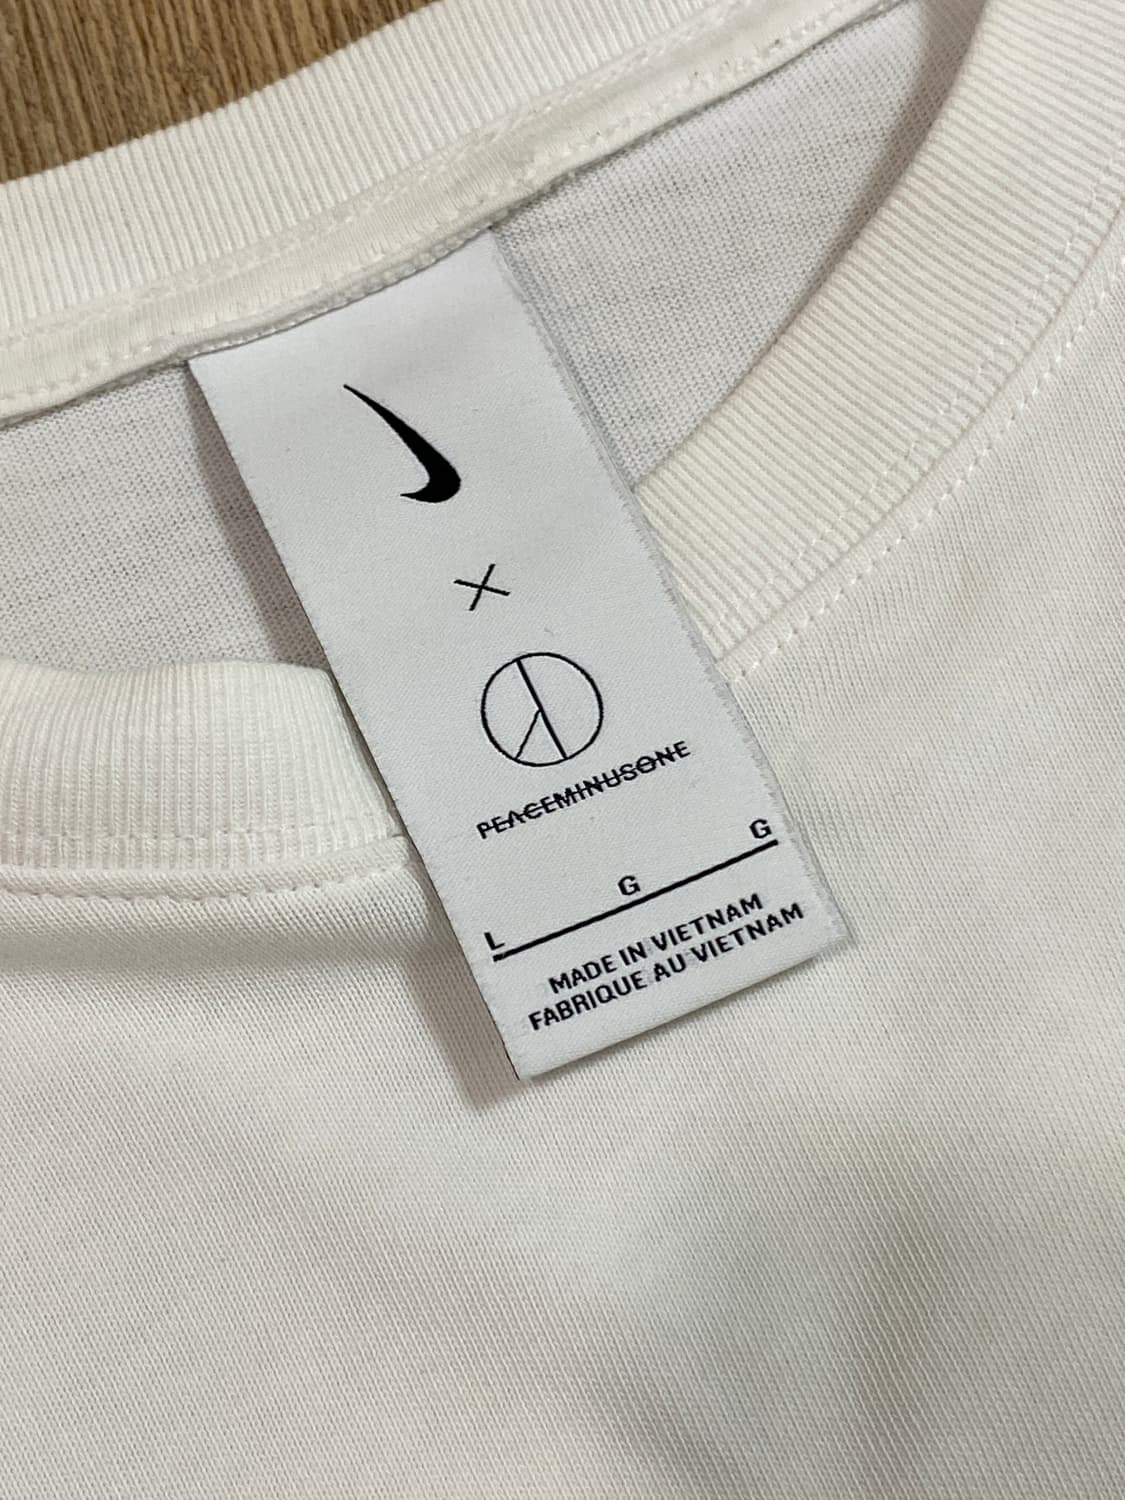 ×
PEACEMINUSONE
L G G
MADE IN VIETNAM
FABRIQUE AU VIETNAM